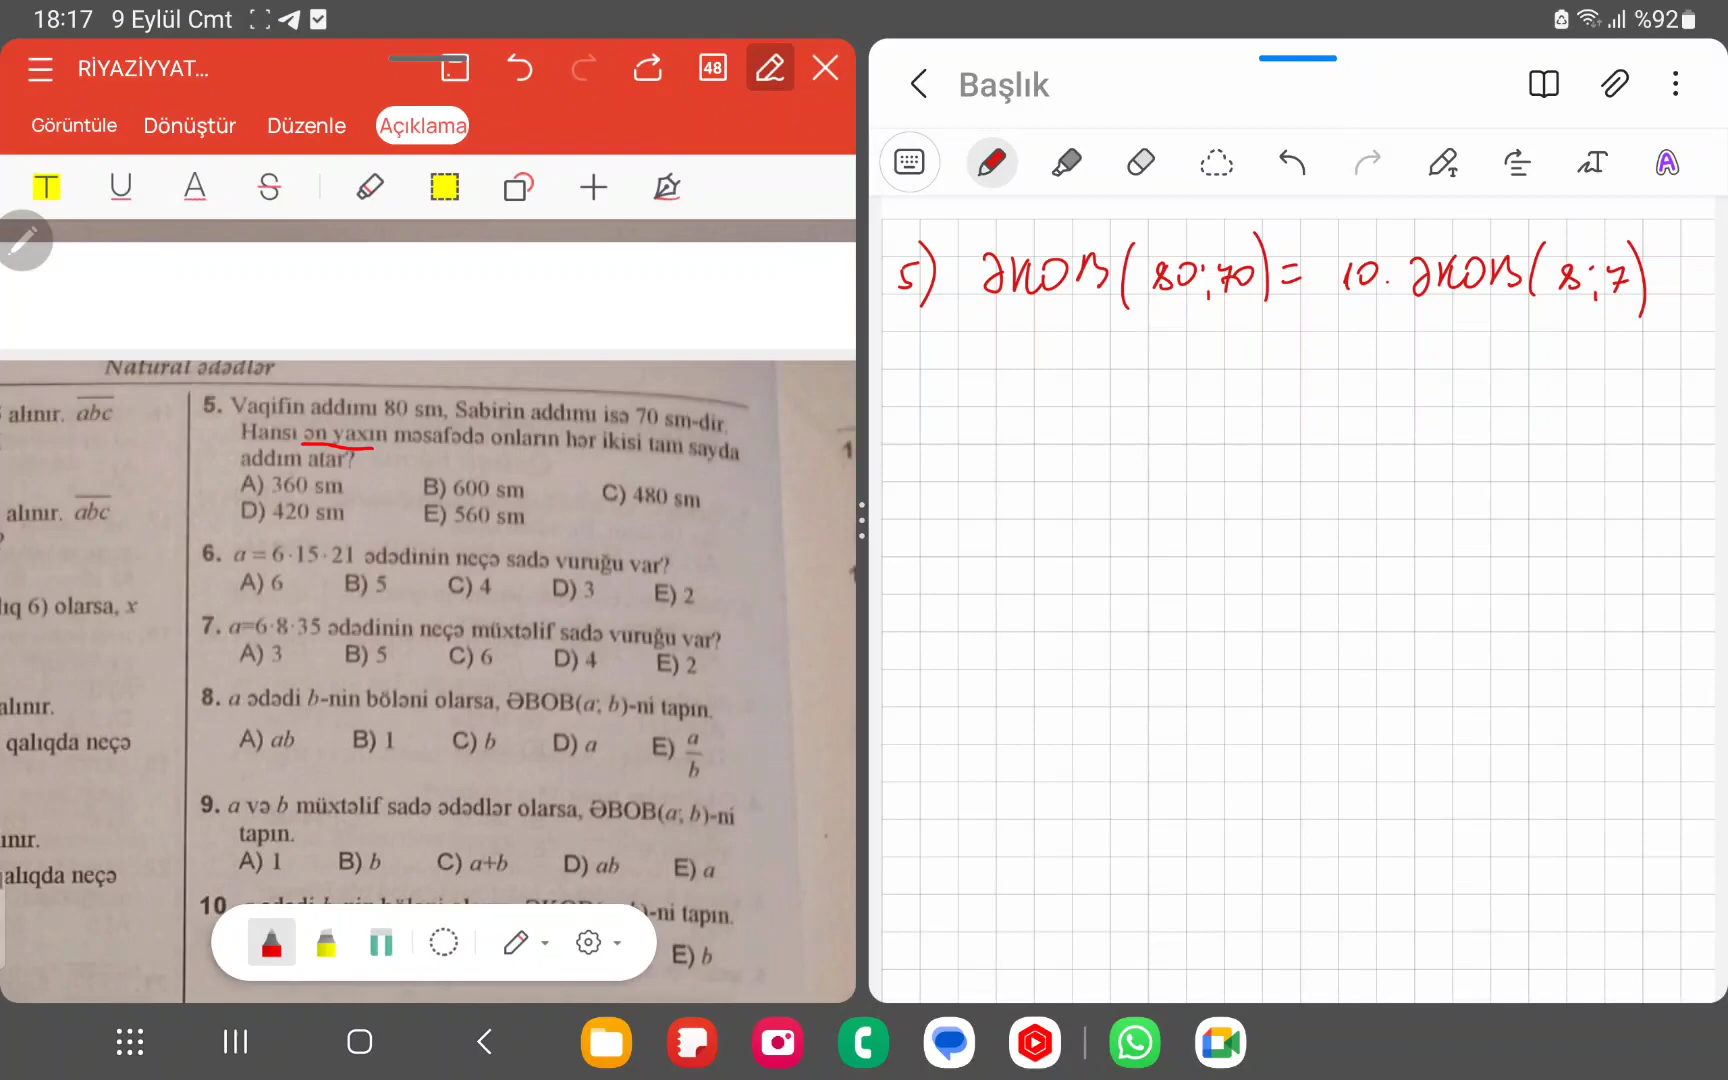 18:17 9 Eylül Cmt
%92
RİYAZİYYAT...
48
Görüntüle Dönüştür Düzenle Açıklama
T U A S
Başlık
5) ƏKOB(80;70)= 10. ƏKOB(8;7)
Natural ədədlər
alınır. abc
alınır. abc
lıq 6) olarsa, x
alınır.
qalıqda neçə
ınır.
alıqda neçə
5. Vaqifin addımı 80 sm, Sabirin addımı isə 70 sm-dir.
Hansı ən yaxın məsafədə onların hər ikisi tam sayda
addım atar?
A) 360 sm B) 600 sm C) 480 sm
D) 420 sm E) 560 sm
6. a = 6·15·21 ədədinin neçə sadə vuruğu var?
A) 6 B) 5 C) 4 D) 3 E) 2
7. a=6·8·35 ədədinin neçə müxtəlif sadə vuruğu var?
A) 3 B) 5 C) 6 D) 4 E) 2
8. a ədədi b-nin böləni olarsa, ƏBOB(a; b)-ni tapın.
A) ab B) 1 C) b D) a E) a/b
9. a və b müxtəlif sadə ədədlər olarsa, ƏBOB(a; b)-ni
tapın.
A) 1 B) b C) a+b D) ab E) a
10 -ni tapın.
E) b